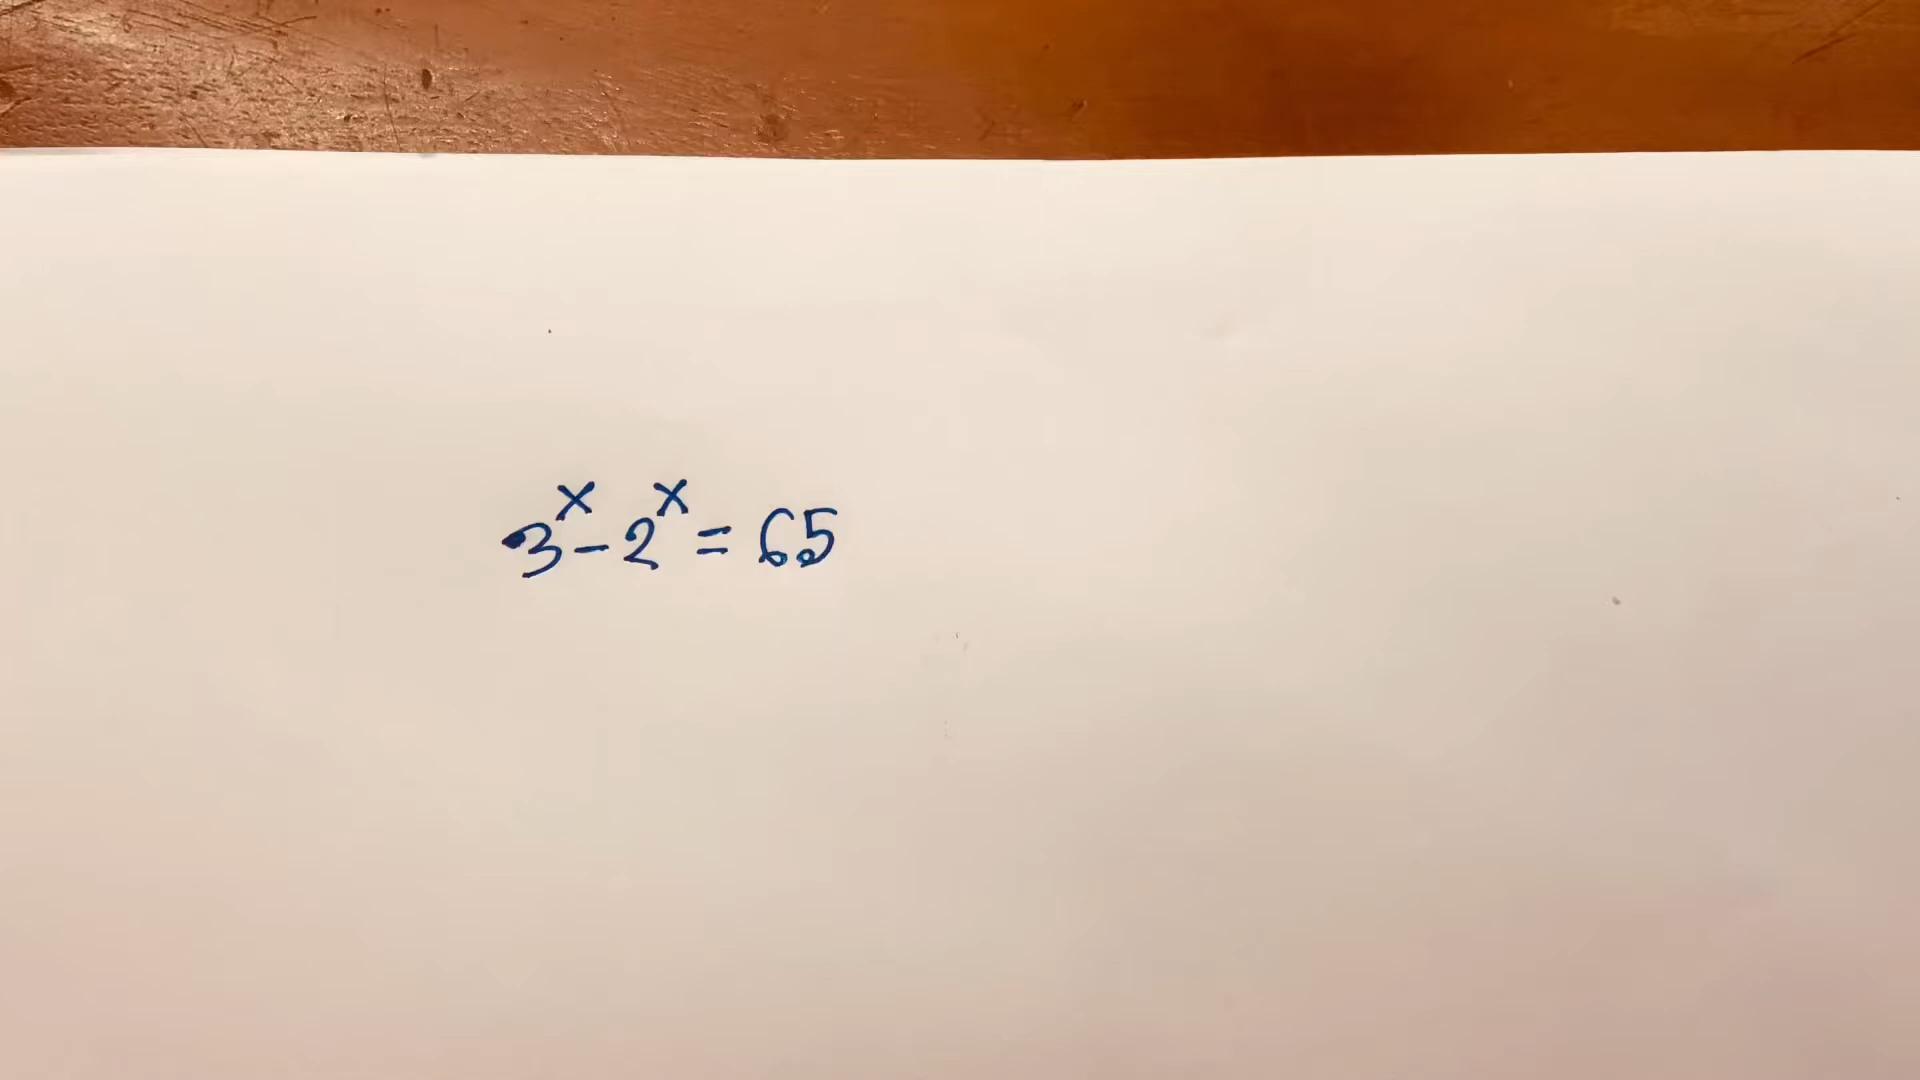 3^x - 2^x = 65